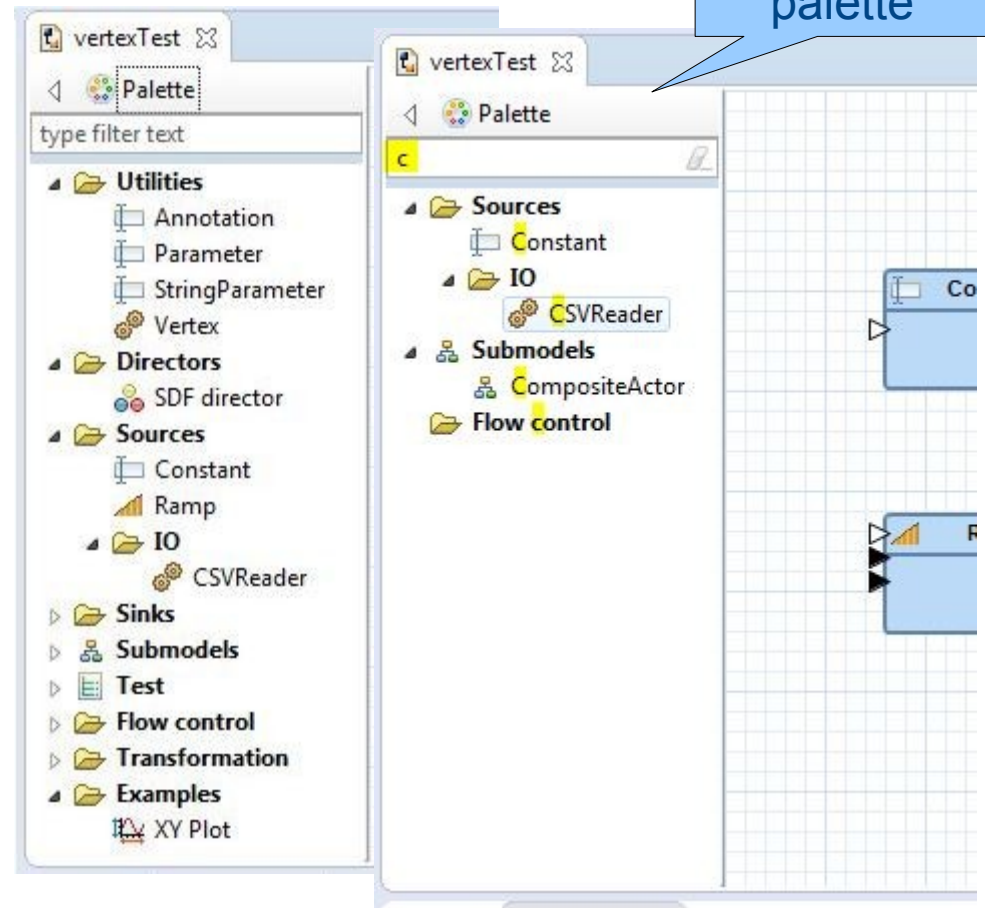 palette
vertexTest
Palette
type filter text
Utilities
Annotation
Parameter
StringParameter
Vertex
Directors
SDF director
Sources
Constant
Ramp
IO
CSVReader
Sinks
Submodels
Test
Flow control
Transformation
Examples
XY Plot
vertexTest
Palette
c
Sources
Constant
IO
CSVReader
Submodels
CompositeActor
Flow control
Co
R